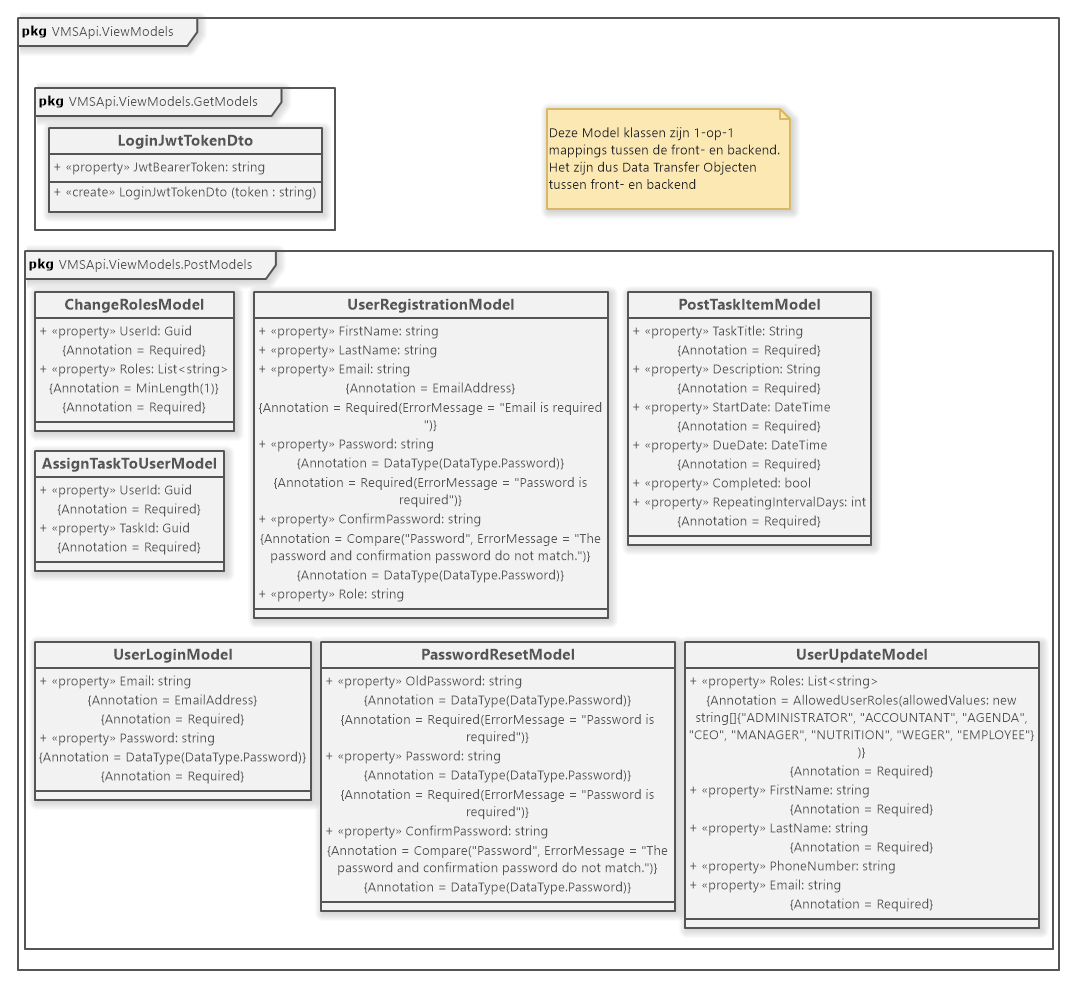 pkg VMSApi.ViewModels
pkg VMSApi.ViewModels.GetModels
LoginJwtTokenDto
+ «property» JwtBearerToken: string
+ «create» LoginJwtTokenDto (token : string)
Deze Model klassen zijn 1-op-1
mappings tussen de front- en backend.
Het zijn dus Data Transfer Objecten
tussen front- en backend
pkg VMSApi.ViewModels.PostModels
ChangeRolesModel
+ «property» UserId: Guid
{Annotation = Required}
+ «property» Roles: List<string>
{Annotation = MinLength(1)}
{Annotation = Required}
AssignTaskToUserModel
+ «property» UserId: Guid
{Annotation = Required}
+ «property» TaskId: Guid
{Annotation = Required}
UserRegistrationModel
+ «property» FirstName: string
+ «property» LastName: string
+ «property» Email: string
{Annotation = EmailAddress}
{Annotation = Required(ErrorMessage = "Email is required
")}
+ «property» Password: string
{Annotation = DataType(DataType.Password)}
{Annotation = Required(ErrorMessage = "Password is
required")}
+ «property» ConfirmPassword: string
{Annotation = Compare("Password", ErrorMessage = "The
password and confirmation password do not match.")}
{Annotation = DataType(DataType.Password)}
+ «property» Role: string
PostTaskItemModel
+ «property» TaskTitle: String
{Annotation = Required}
+ «property» Description: String
{Annotation = Required}
+ «property» StartDate: DateTime
{Annotation = Required}
+ «property» DueDate: DateTime
{Annotation = Required}
+ «property» Completed: bool
+ «property» RepeatingIntervalDays: int
{Annotation = Required}
UserLoginModel
+ «property» Email: string
{Annotation = EmailAddress}
{Annotation = Required}
+ «property» Password: string
{Annotation = DataType(DataType.Password)}
{Annotation = Required}
PasswordResetModel
+ «property» OldPassword: string
{Annotation = DataType(DataType.Password)}
{Annotation = Required(ErrorMessage = "Password is
required")}
+ «property» Password: string
{Annotation = DataType(DataType.Password)}
{Annotation = Required(ErrorMessage = "Password is
required")}
+ «property» ConfirmPassword: string
{Annotation = Compare("Password", ErrorMessage = "The
password and confirmation password do not match.")}
{Annotation = DataType(DataType.Password)}
UserUpdateModel
+ «property» Roles: List<string>
{Annotation = AllowedUserRoles(allowedValues: new
string[]{"ADMINISTRATOR", "ACCOUNTANT", "AGENDA",
"CEO", "MANAGER", "NUTRITION", "WEGER", "EMPLOYEE"}
)}
{Annotation = Required}
+ «property» FirstName: string
{Annotation = Required}
+ «property» LastName: string
{Annotation = Required}
+ «property» PhoneNumber: string
+ «property» Email: string
{Annotation = Required}